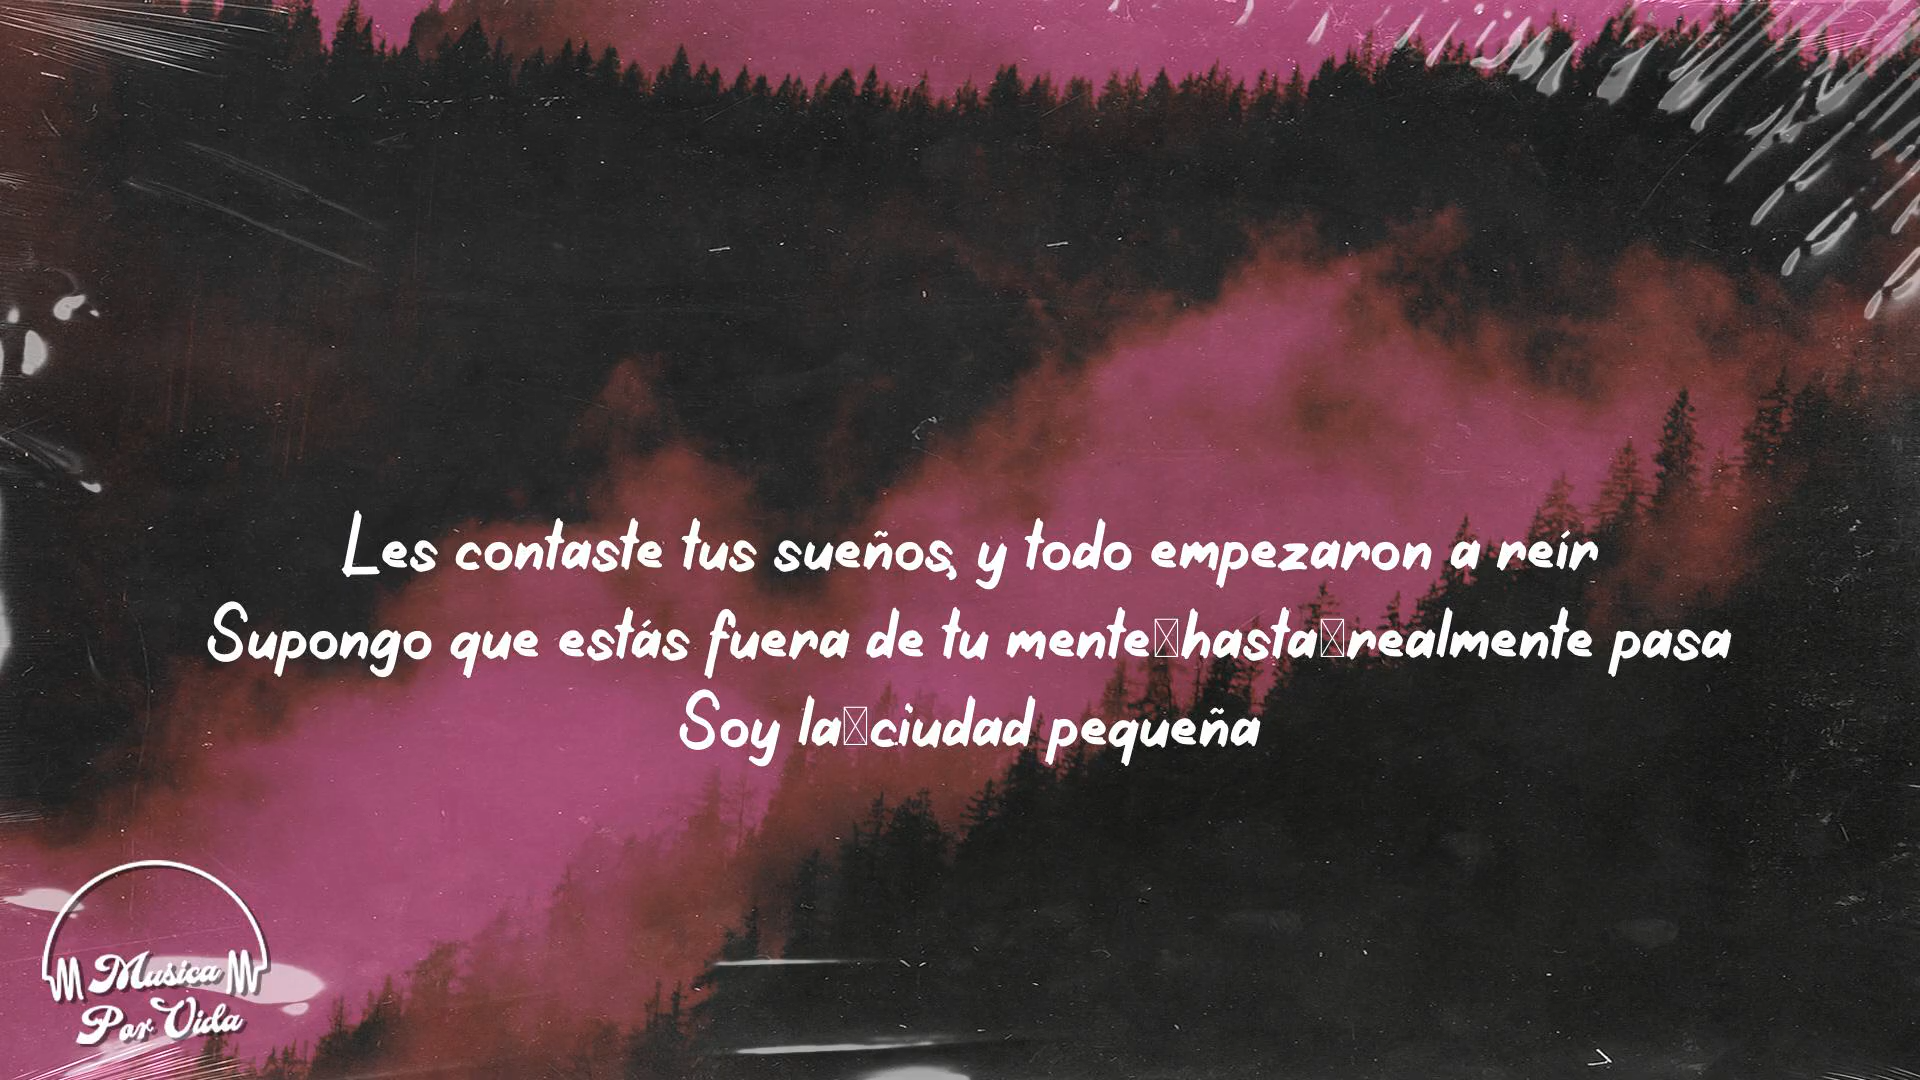 Les contaste tus sueños, y todo empezaron a reír
Supongo que estás fuera de tu mente hasta realmente pasa
Soy la ciudad pequeña
Musica
Por Vida